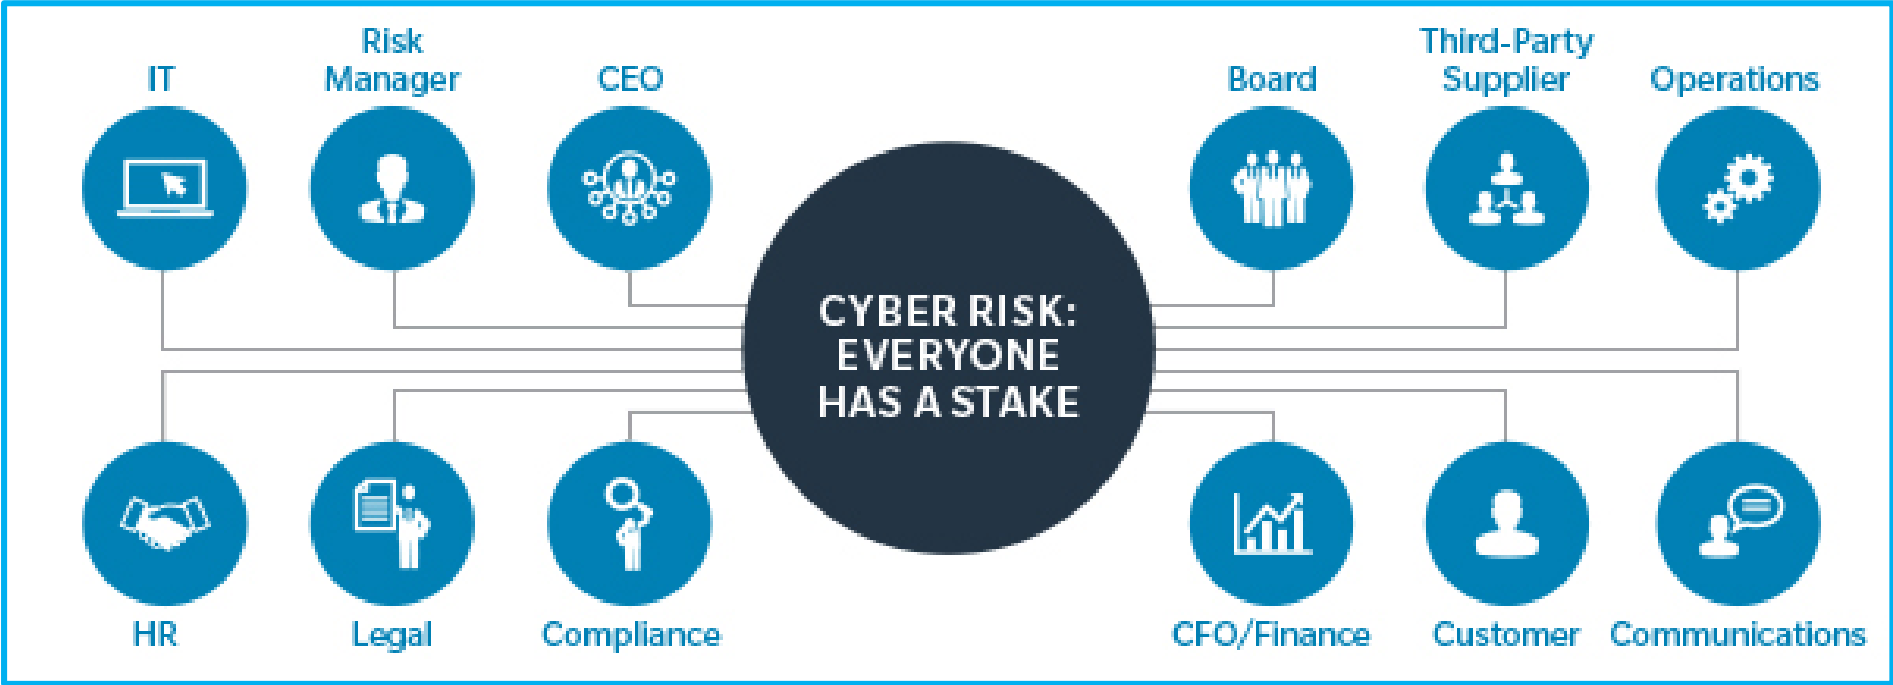 IT
Risk
Manager
CEO
Board
Third-Party
Supplier
Operations
CYBER RISK:
EVERYONE
HAS A STAKE
HR
Legal
Compliance
CFO/Finance
Customer
Communications